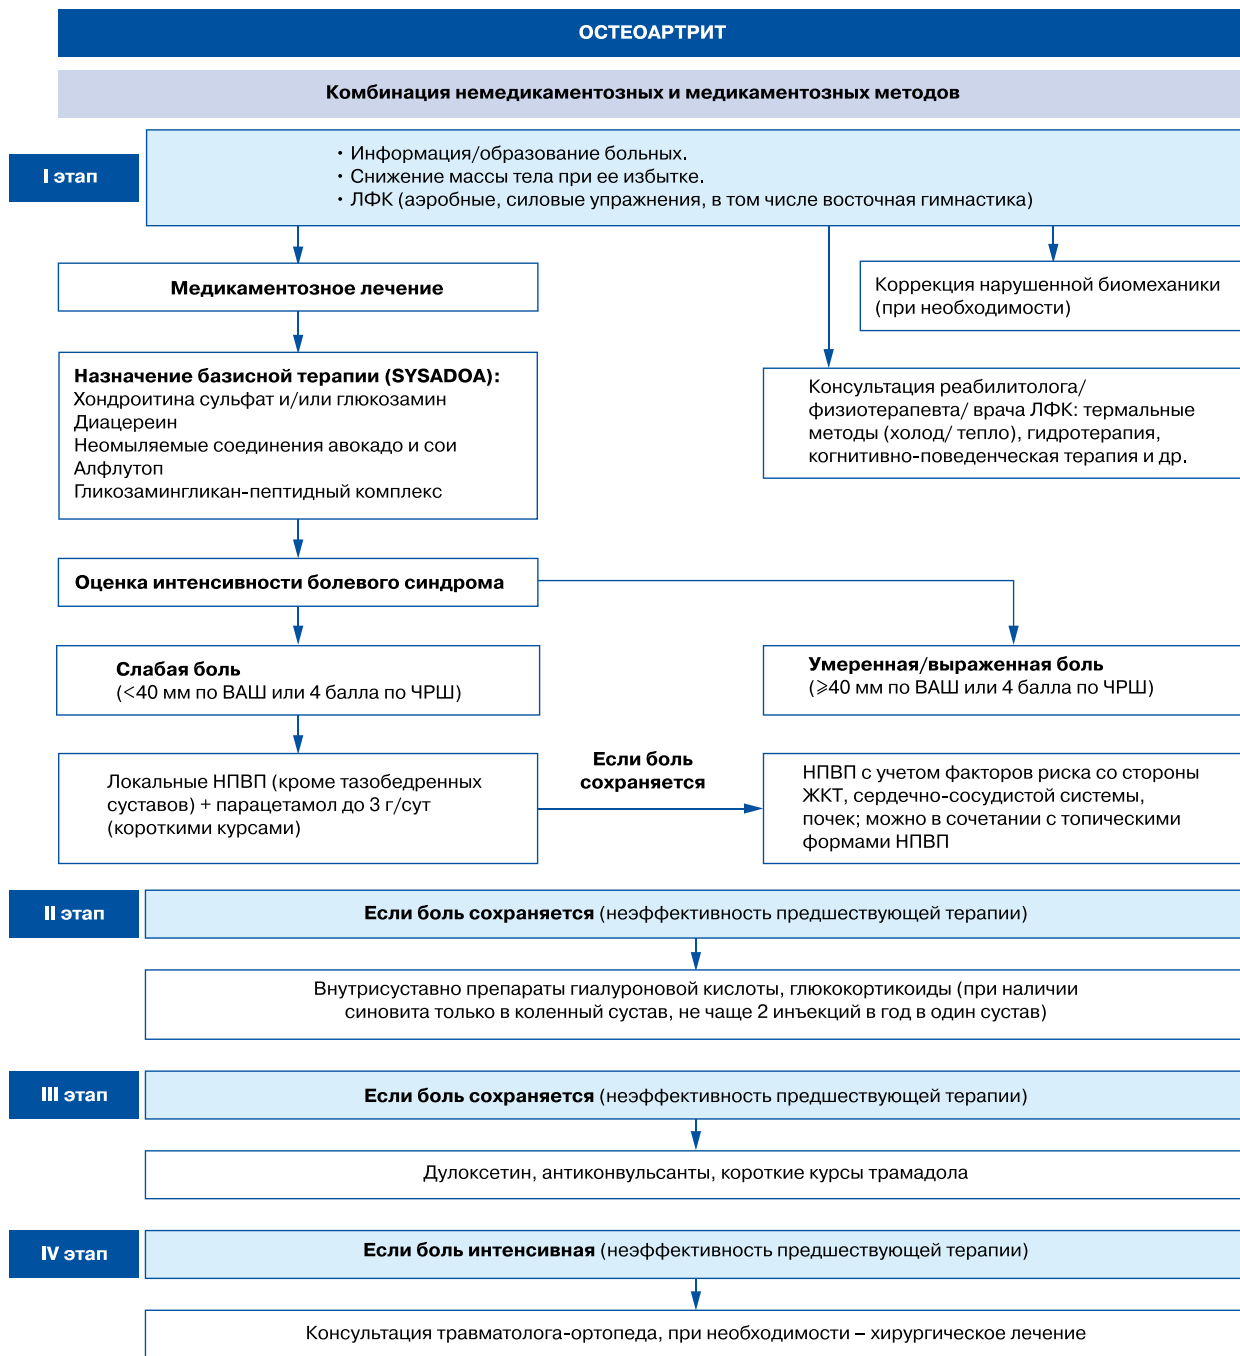 ОСТЕОАРТРИТ
Комбинация немедикаментозных и медикаментозных методов
I этап
· Информация/образование больных.
· Снижение массы тела при ее избытке.
· ЛФК (аэробные, силовые упражнения, в том числе восточная гимнастика)
Медикаментозное лечение
Коррекция нарушенной биомеханики
(при необходимости)
Назначение базисной терапии (SYSADOA):
Хондроитина сульфат и/или глюкозамин
Диацереин
Неомыляемые соединения авокадо и сои
Алфлутоп
Гликозамингликан-пептидный комплекс
Консультация реабилитолога/
физиотерапевта/ врача ЛФК: термальные
методы (холод/ тепло), гидротерапия,
когнитивно-поведенческая терапия и др.
Оценка интенсивности болевого синдрома
Слабая боль
(<40 мм по ВАШ или 4 балла по ЧРШ)
Умеренная/выраженная боль
(⩾40 мм по ВАШ или 4 балла по ЧРШ)
Локальные НПВП (кроме тазобедренных
суставов) + парацетамол до 3 г/сут
(короткими курсами)
Если боль
сохраняется
НПВП с учетом факторов риска со стороны
ЖКТ, сердечно-сосудистой системы,
почек; можно в сочетании с топическими
формами НПВП
II этап
Если боль сохраняется (неэффективность предшествующей терапии)
Внутрисуставно препараты гиалуроновой кислоты, глюкокортикоиды (при наличии
синовита только в коленный сустав, не чаще 2 инъекций в год в один сустав)
III этап
Если боль сохраняется (неэффективность предшествующей терапии)
Дулоксетин, антиконвульсанты, короткие курсы трамадола
IV этап
Если боль интенсивная (неэффективность предшествующей терапии)
Консультация травматолога-ортопеда, при необходимости – хирургическое лечение